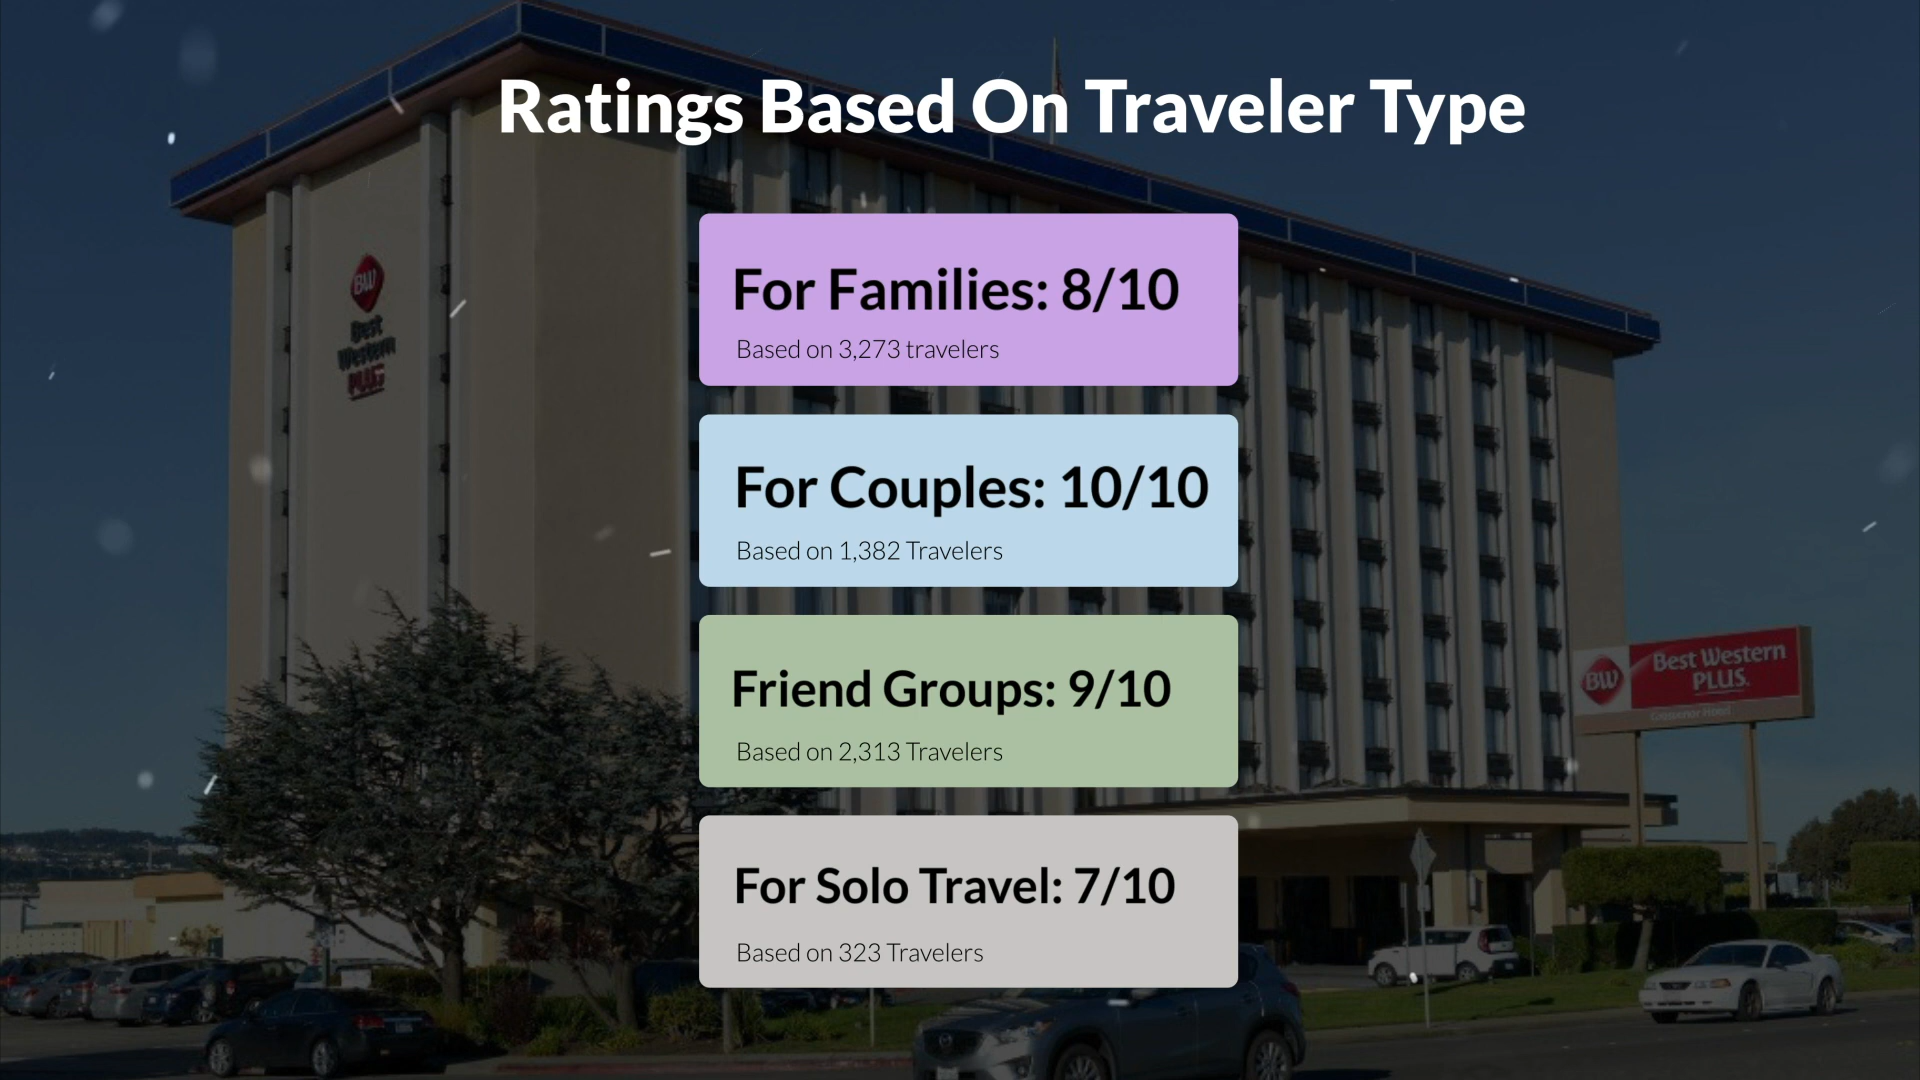 Ratings Based On Traveler Type
For Families: 8/10
Based on 3,273 travelers
For Couples: 10/10
Based on 1,382 Travelers
Friend Groups: 9/10
Based on 2,313 Travelers
For Solo Travel: 7/10
Based on 323 Travelers
BW
Best
Western
PLUS
BW
Best Western
PLUS.
Grosvenor Hotel